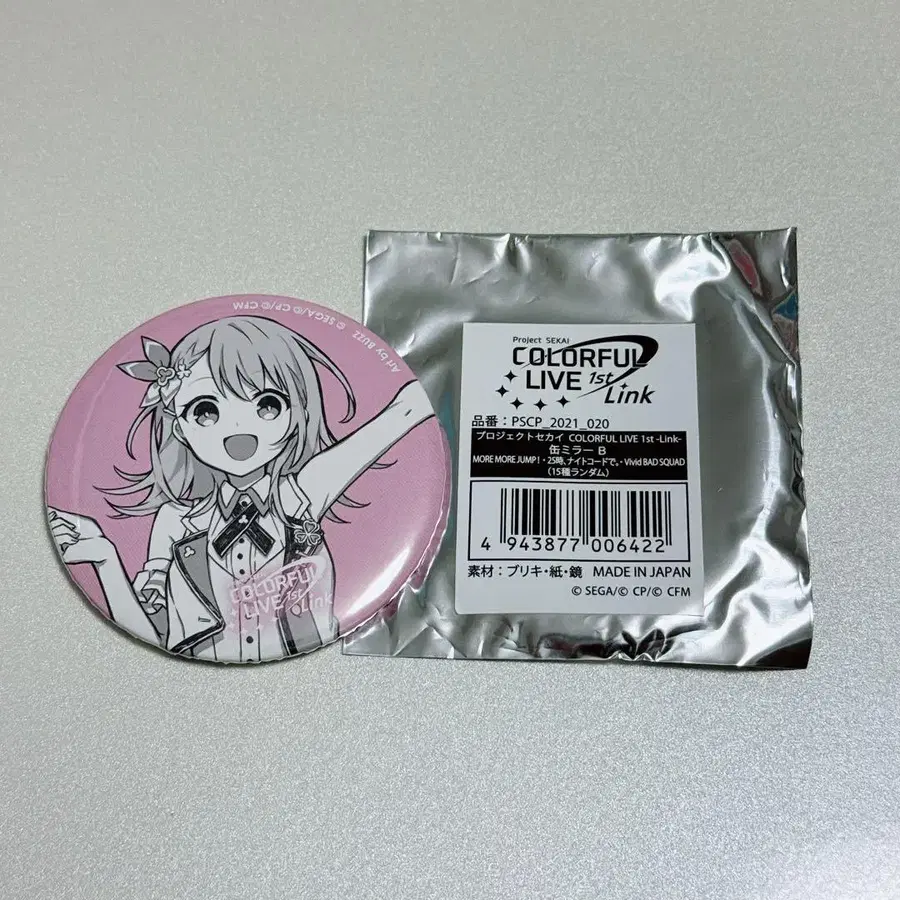 Art by BUZZ © SEGA/© CP/© CFM
COLORFUL
LIVE 1st
Link
Project SEKAI
COLORFUL
LIVE 1st
Link
品番：PSCP_2021_020
プロジェクトセカイ COLORFUL LIVE 1st -Link-
缶ミラー B
MORE MORE JUMP！・25時、ナイトコードで。・Vivid BAD SQUAD
（15種ランダム）
4 943877 006422
素材：ブリキ・紙・鏡 MADE IN JAPAN
© SEGA/© CP/© CFM